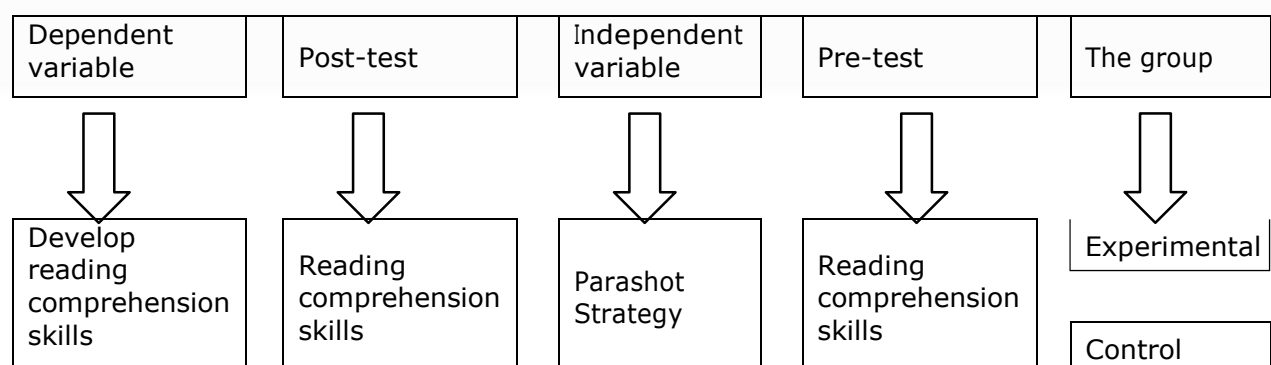 Dependent
variable
Post-test
Independent
variable
Pre-test
The group
Develop
reading
comprehension
skills
Reading
comprehension
skills
Parashot
Strategy
Reading
comprehension
skills
Experimental
Control